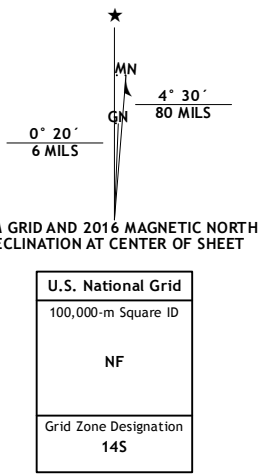 ★
MN
4° 30´
80 MILS
GN
0° 20´
6 MILS
GRID AND 2016 MAGNETIC NORTH
AT CENTER OF SHEET
U.S. National Grid
100,000-m Square ID
NF
Grid Zone Designation
14S